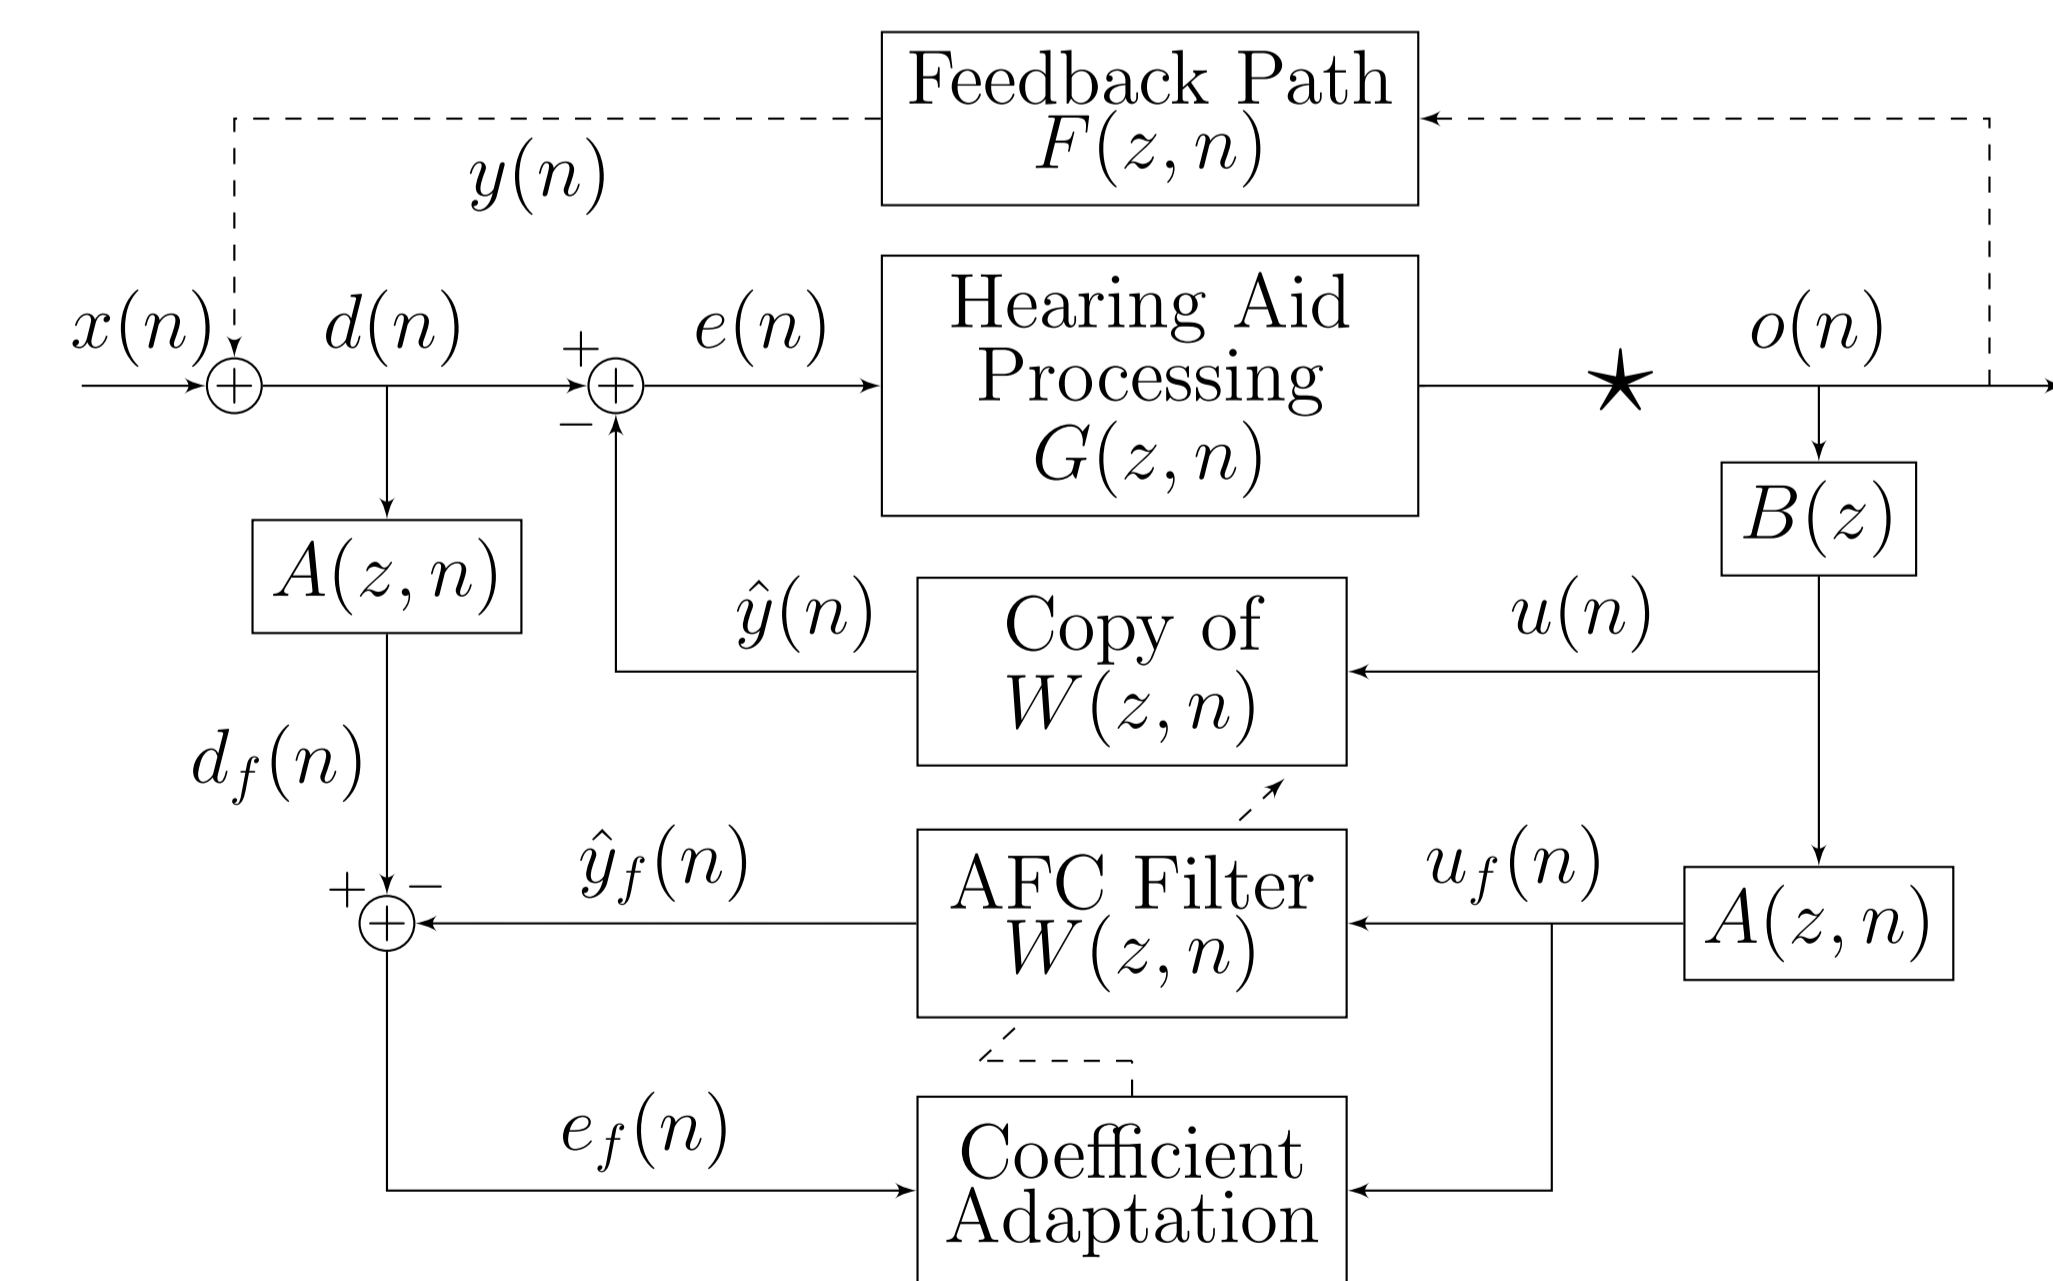 Feedback Path
F(z, n)
y(n)
x(n)
d(n)
+
e(n)
Hearing Aid
Processing
G(z, n)
★
o(n)
+
+
−
B(z)
A(z, n)
ŷ(n)
Copy of
W(z, n)
u(n)
d_f(n)
ŷ_f(n)
AFC Filter
W(z, n)
u_f(n)
A(z, n)
+
−
+
e_f(n)
Coefficient
Adaptation